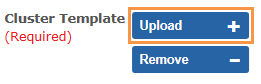 Cluster Template
(Required)
Upload +
Remove −